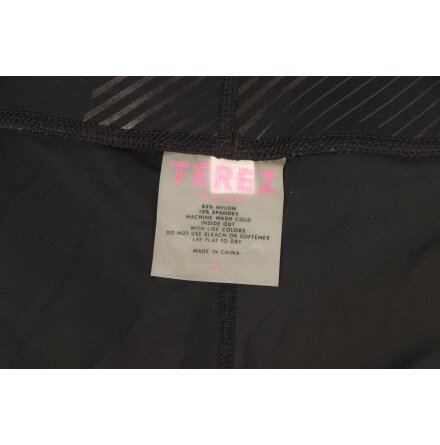 TEREZ
85% NYLON
15% SPANDEX
MACHINE WASH COLD
INSIDE OUT
WITH LIKE COLORS
DO NOT USE BLEACH OR SOFTENER
LAY FLAT TO DRY
MADE IN CHINA
S